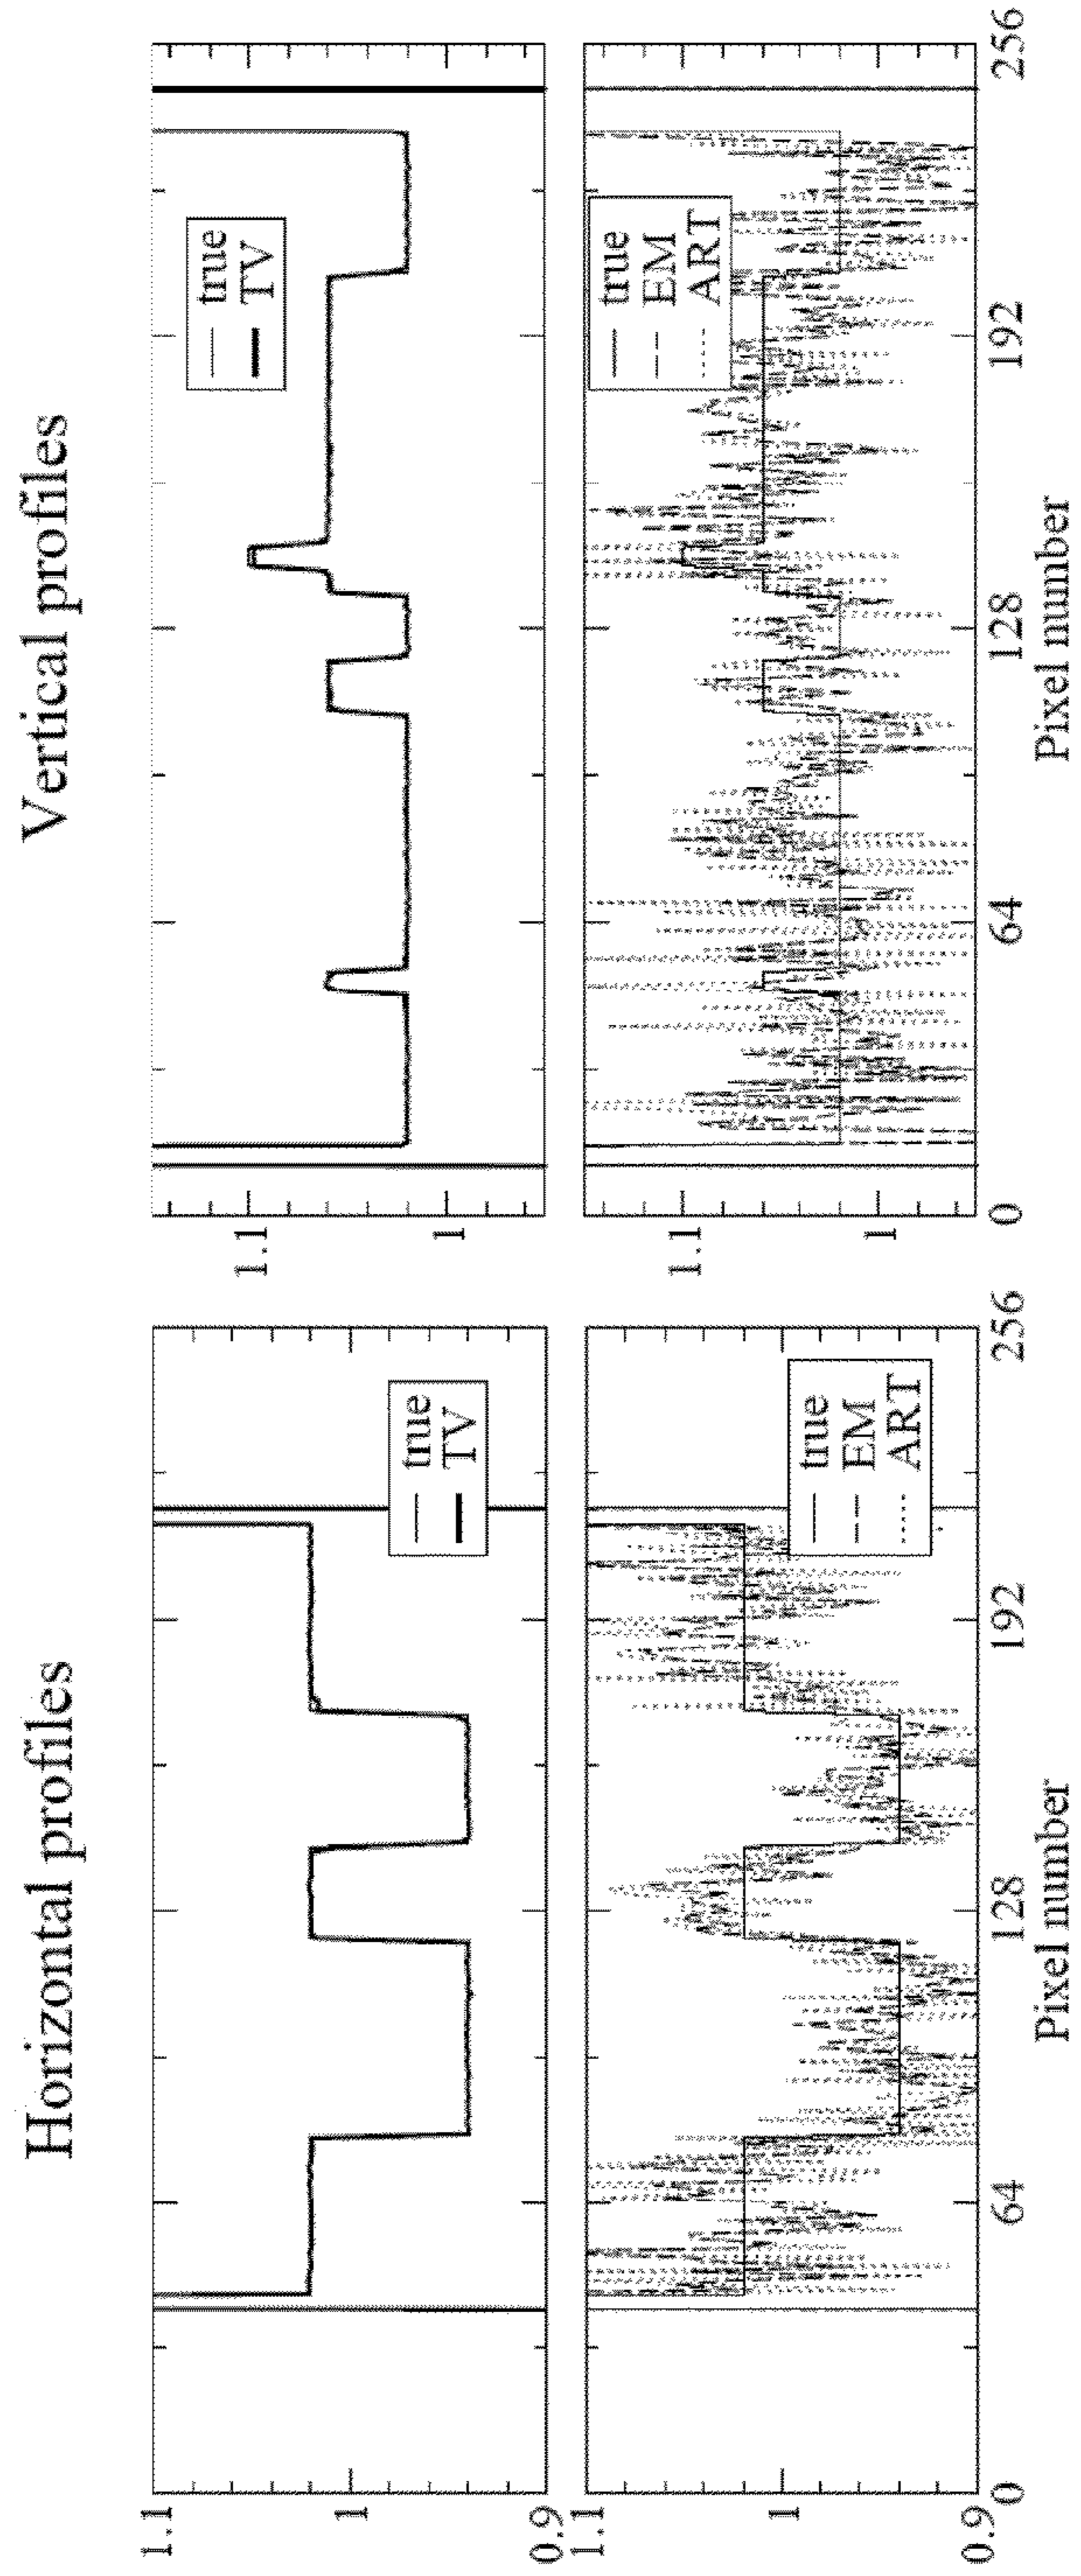 Horizontal profiles
1.1
1
0.9
true
TV
1.1
1
0.9
true
EM
ART
0
64
128
192
256
Pixel number
Vertical profiles
1.1
1
true
TV
1.1
1
true
EM
ART
0
64
128
192
256
Pixel number